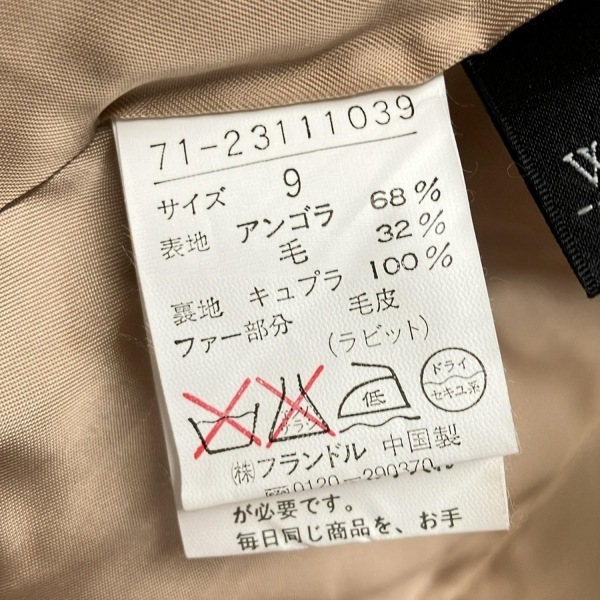 71-23111039
サイズ 9
表地 アンゴラ 68%
毛 32%
裏地 キュプラ 100%
ファー部分 毛皮
(ラビット)
低
ドライ
セキユ系
㈱フランドル 中国製
0120-290370
が必要です。
毎日同じ商品を、お手
W